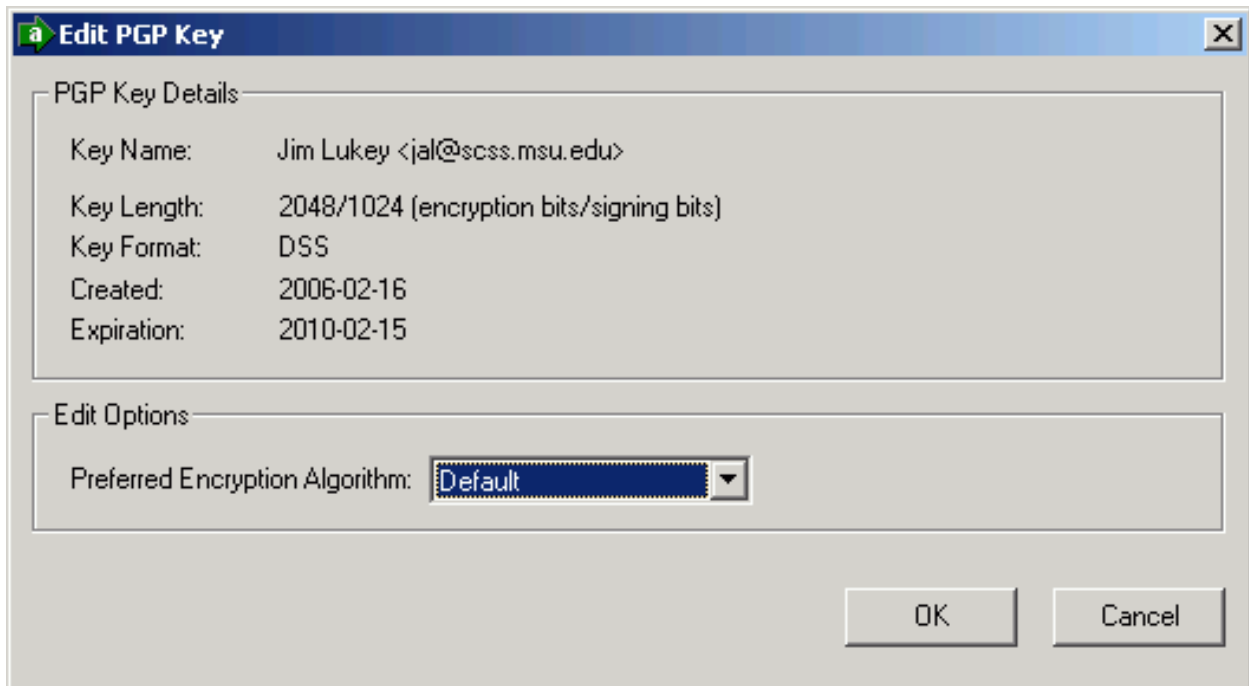 a Edit PGP Key
PGP Key Details
Key Name: Jim Lukey <jal@scss.msu.edu>
Key Length: 2048/1024 (encryption bits/signing bits)
Key Format: DSS
Created: 2006-02-16
Expiration: 2010-02-15
Edit Options
Preferred Encryption Algorithm: Default
OK Cancel